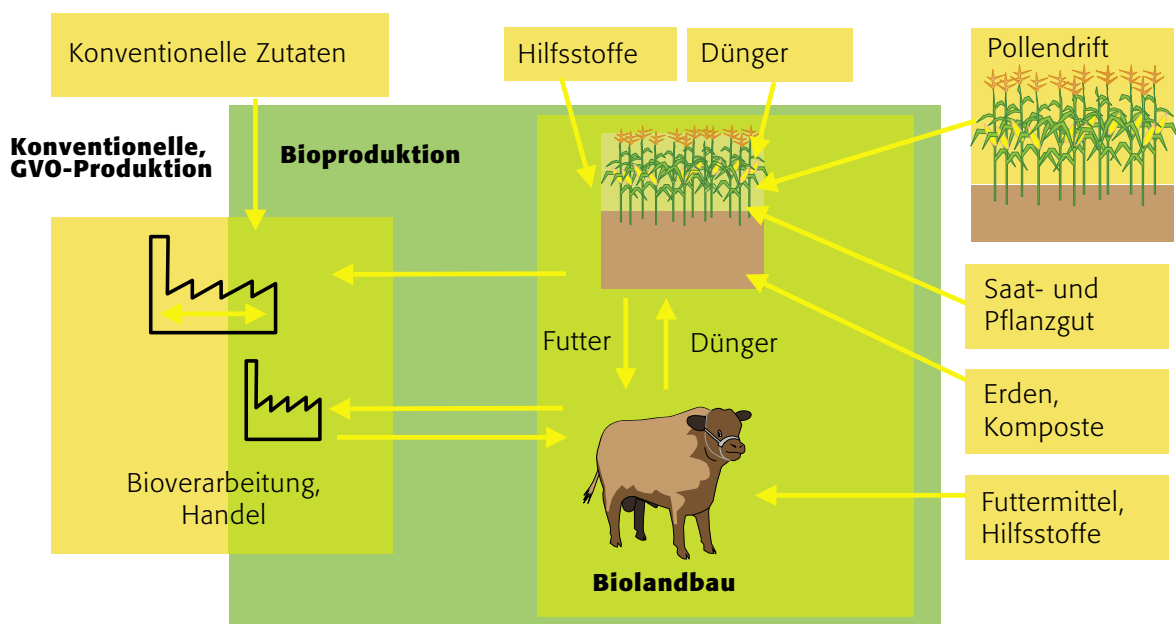 Konventionelle Zutaten
Hilfsstoffe
Dünger
Pollendrift
Konventionelle,
GVO-Produktion
Bioproduktion
Saat- und
Pflanzgut
Futter
Dünger
Erden,
Komposte
Bioverarbeitung,
Handel
Futtermittel,
Hilfsstoffe
Biolandbau